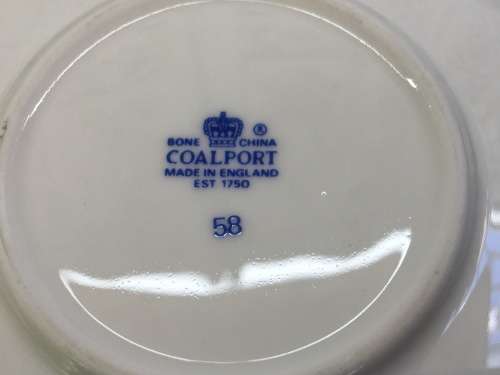 BONE CHINA ®
COALPORT
MADE IN ENGLAND
EST 1750
58